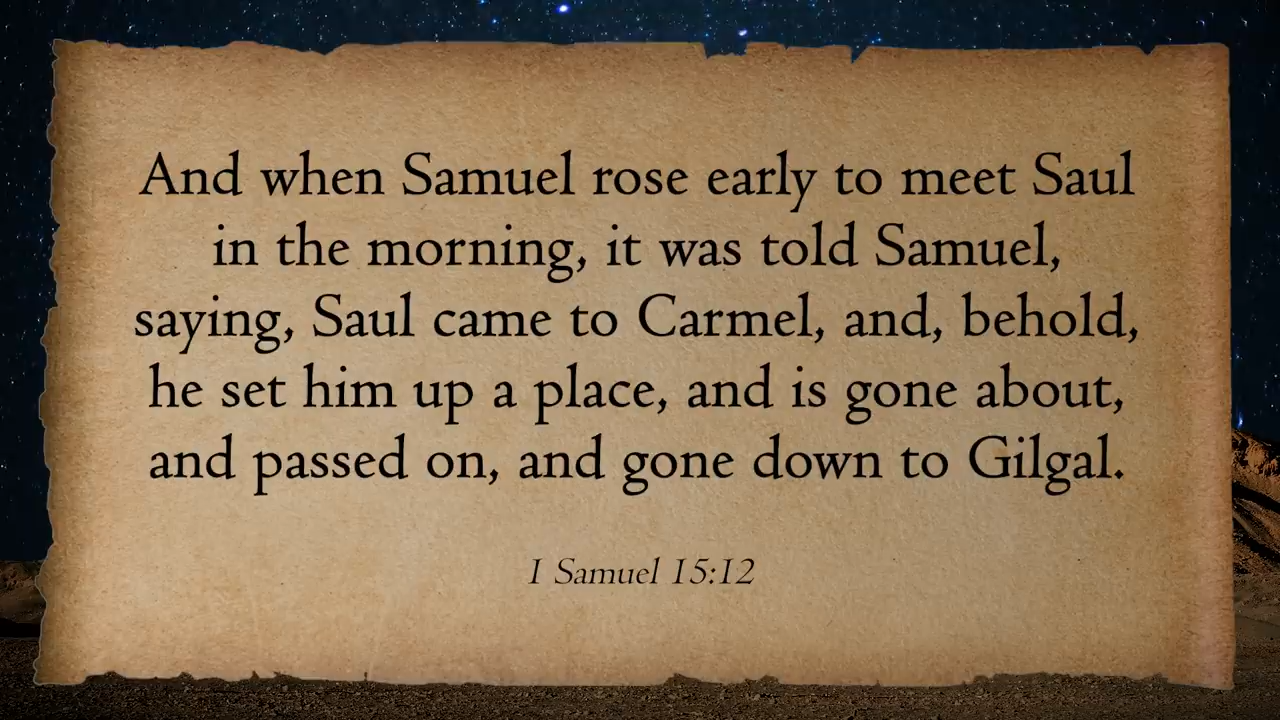 And when Samuel rose early to meet Saul
in the morning, it was told Samuel,
saying, Saul came to Carmel, and, behold,
he set him up a place, and is gone about,
and passed on, and gone down to Gilgal.
1 Samuel 15:12